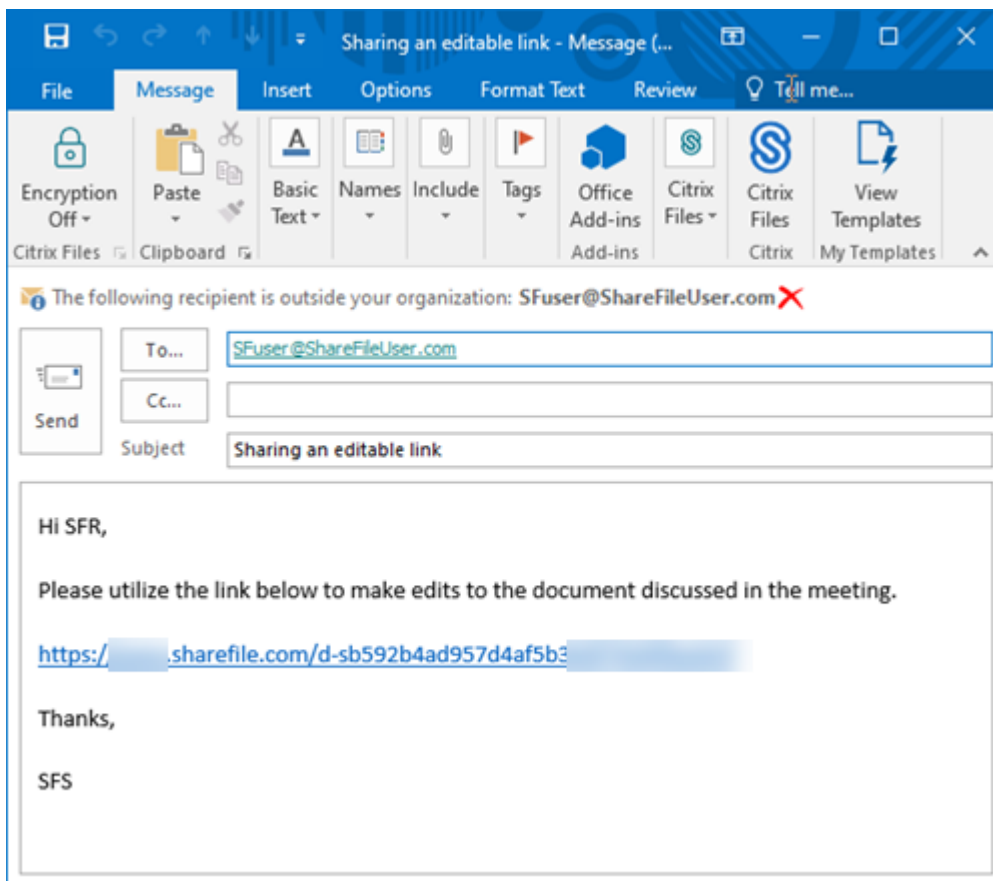 Sharing an editable link - Message (...
File Message Insert Options Format Text Review Tell me...
Encryption Off
Paste
Basic Text
Names
Include
Tags
Office Add-ins
Citrix Files
Citrix Files
View Templates
Citrix Files Clipboard Add-ins Citrix My Templates
The following recipient is outside your organization: SFuser@ShareFileUser.com
To... SFuser@ShareFileUser.com
Cc...
Send
Subject Sharing an editable link
Hi SFR,
Please utilize the link below to make edits to the document discussed in the meeting.
https:/ .sharefile.com/d-sb592b4ad957d4af5b3
Thanks,
SFS